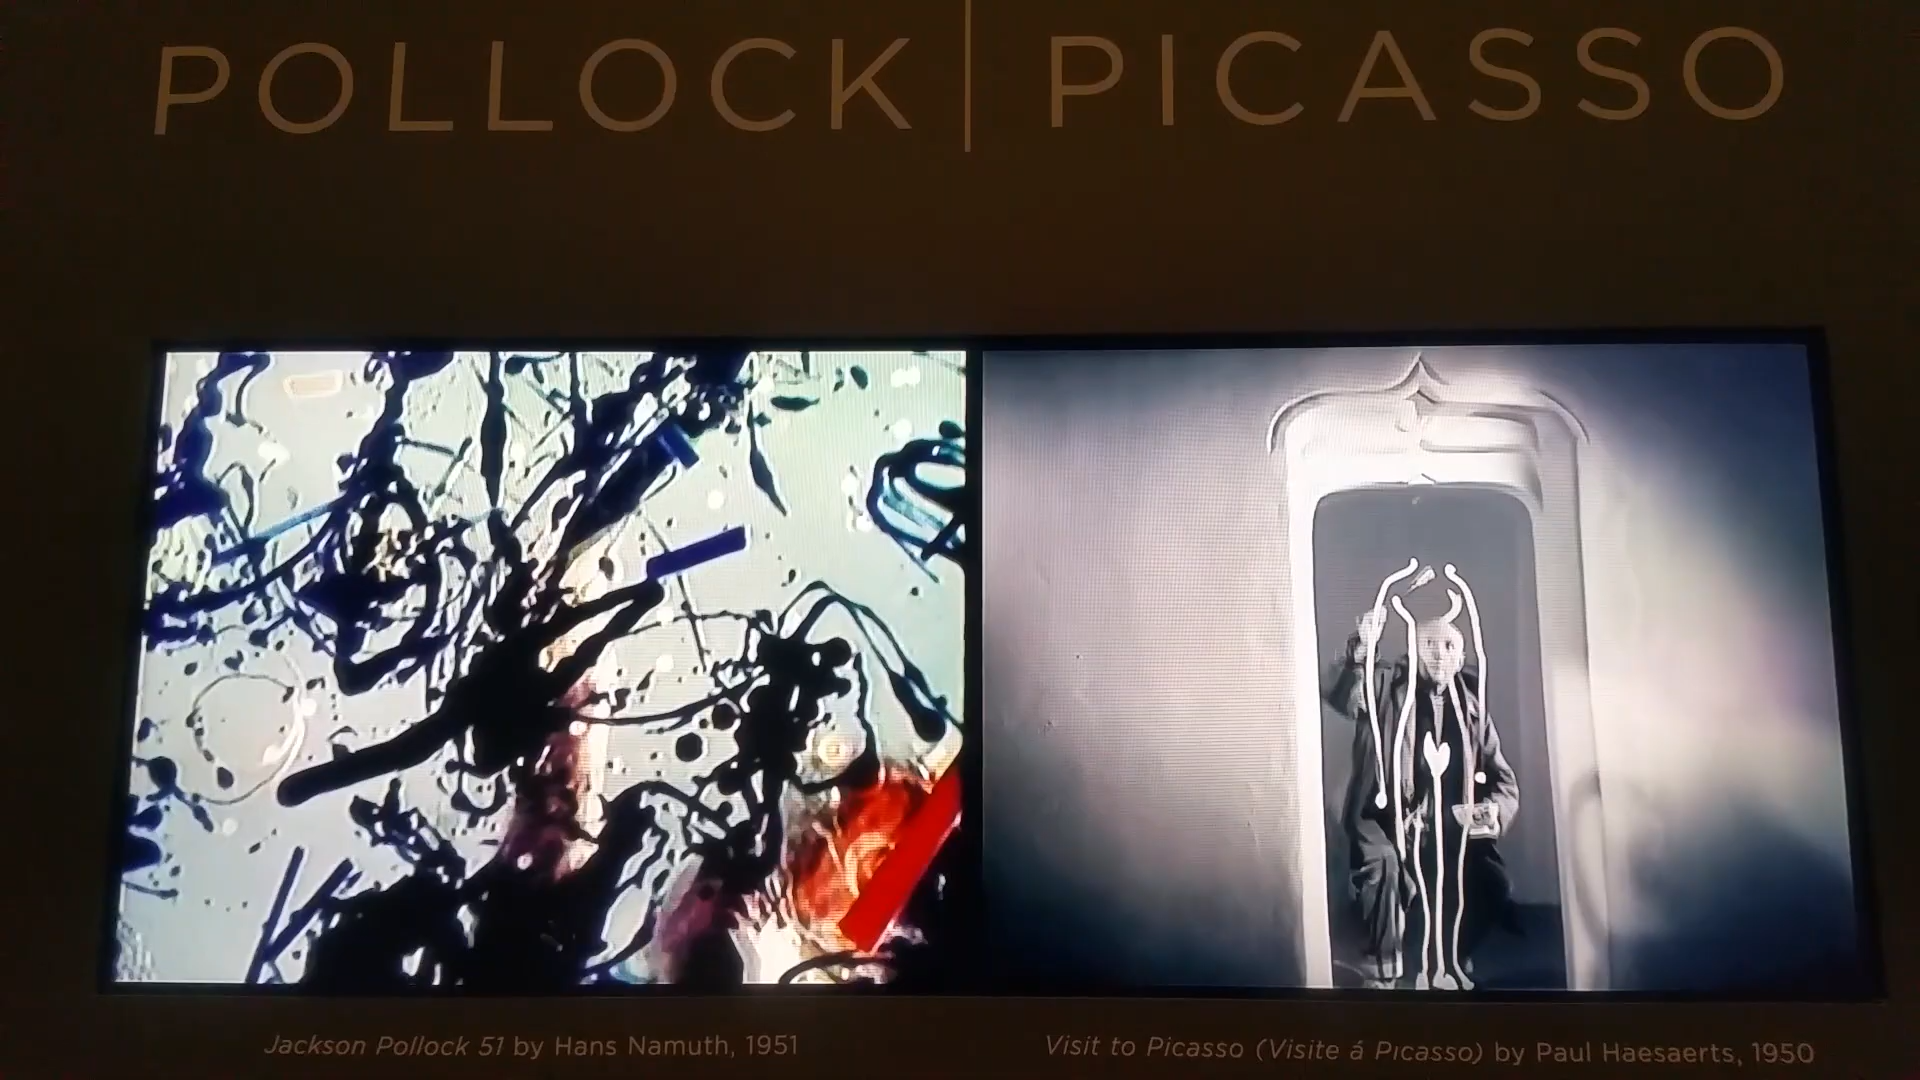 POLLOCK | PICASSO
Jackson Pollock 51 by Hans Namuth, 1951
Visit to Picasso (Visite á Picasso) by Paul Haesaerts, 1950